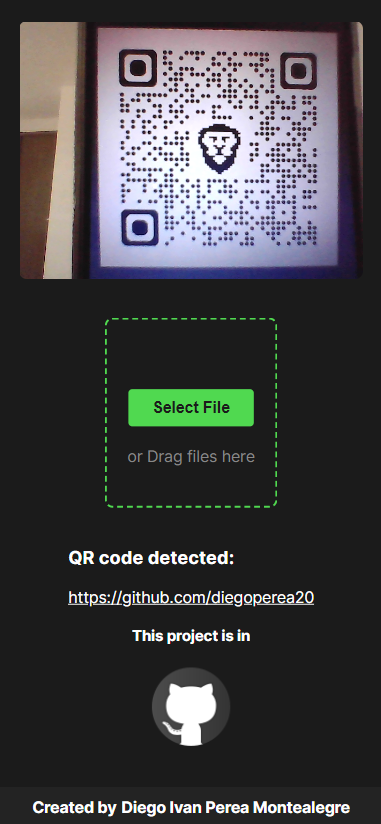 Select File
or Drag files here
QR code detected:
https://github.com/diegoperea20
This project is in
Created by Diego Ivan Perea Montealegre